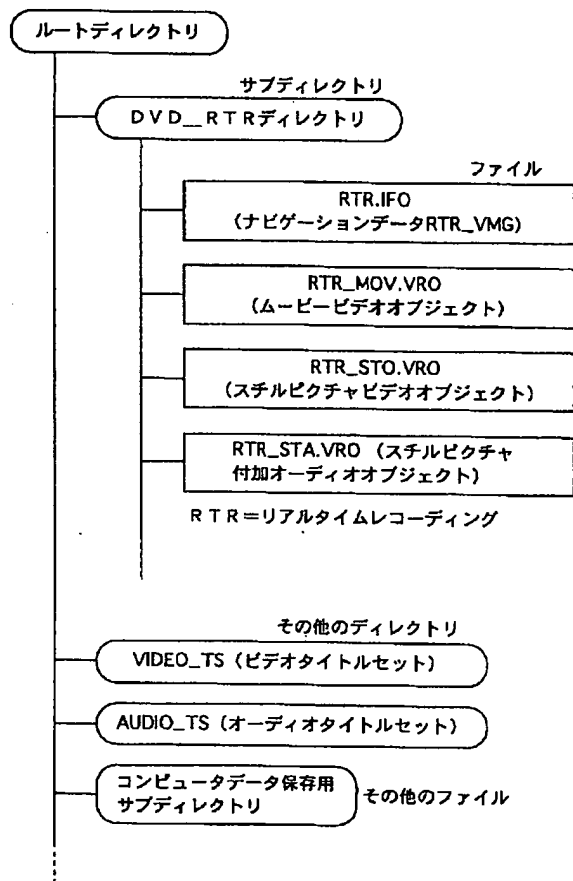 ルートディレクトリ
サブディレクトリ
DVD__RTRディレクトリ
ファイル
RTR.IFO
(ナビゲーションデータRTR_VMG)
RTR_MOV.VRO
(ムービービデオオブジェクト)
RTR_STO.VRO
(スチルピクチャビデオオブジェクト)
RTR_STA.VRO (スチルピクチャ
付加オーディオオブジェクト)
RTR=リアルタイムレコーディング
その他のディレクトリ
VIDEO_TS (ビデオタイトルセット)
AUDIO_TS (オーディオタイトルセット)
コンピュータデータ保存用
サブディレクトリ
その他のファイル